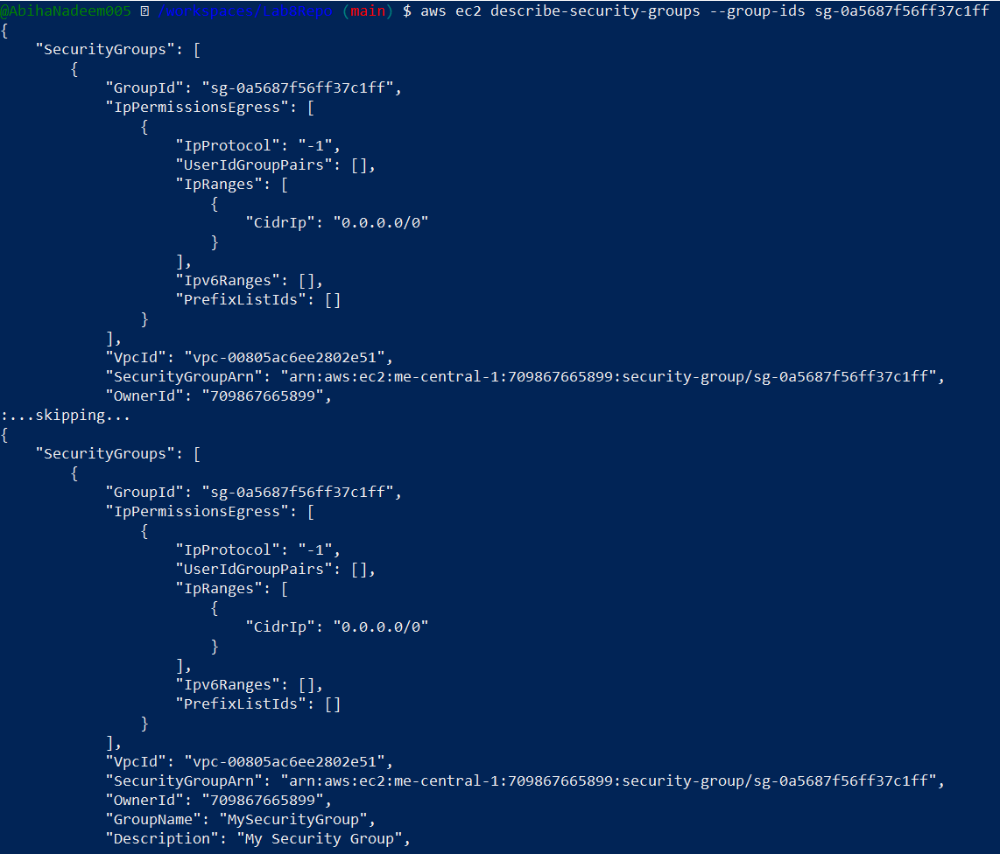 @AbihaNadeem005 /workspaces/ (main) $ aws ec2 describe-security-groups --group-ids sg-0a5687f56ff37c1ff
{
    "SecurityGroups": [
        {
            "GroupId": "sg-0a5687f56ff37c1ff",
            "IpPermissionsEgress": [
                {
                    "IpProtocol": "-1",
                    "UserIdGroupPairs": [],
                    "IpRanges": [
                        {
                            "CidrIp": "0.0.0.0/0"
                        }
                    ],
                    "Ipv6Ranges": [],
                    "PrefixListIds": []
                }
            ],
            "VpcId": "vpc-00805ac6ee2802e51",
            "SecurityGroupArn": "arn:aws:ec2:me-central-1:709867665899:security-group/sg-0a5687f56ff37c1ff",
            "OwnerId": "709867665899",
:...skipping...
{
    "SecurityGroups": [
        {
            "GroupId": "sg-0a5687f56ff37c1ff",
            "IpPermissionsEgress": [
                {
                    "IpProtocol": "-1",
                    "UserIdGroupPairs": [],
                    "IpRanges": [
                        {
                            "CidrIp": "0.0.0.0/0"
                        }
                    ],
                    "Ipv6Ranges": [],
                    "PrefixListIds": []
                }
            ],
            "VpcId": "vpc-00805ac6ee2802e51",
            "SecurityGroupArn": "arn:aws:ec2:me-central-1:709867665899:security-group/sg-0a5687f56ff37c1ff",
            "OwnerId": "709867665899",
            "GroupName": "MySecurityGroup",
            "Description": "My Security Group",